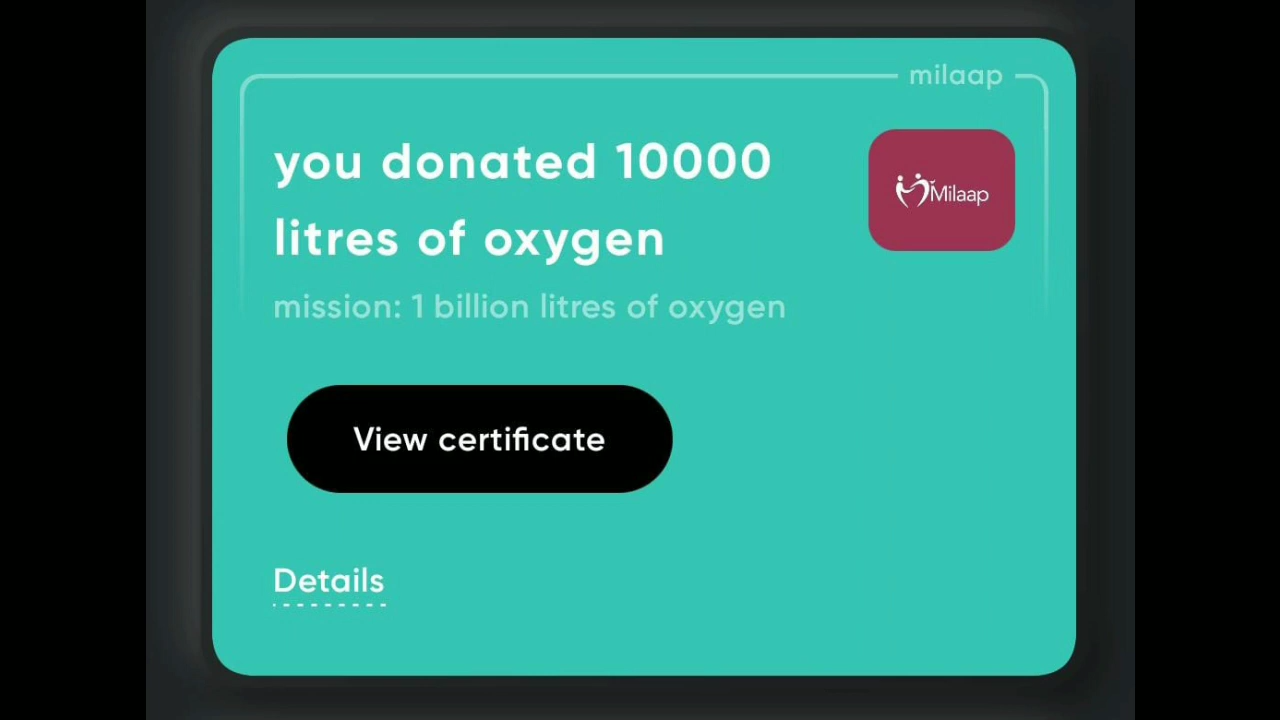 milaap
you donated 10000
Milaap
litres of oxygen
mission: 1 billion litres of oxygen
View certificate
Details